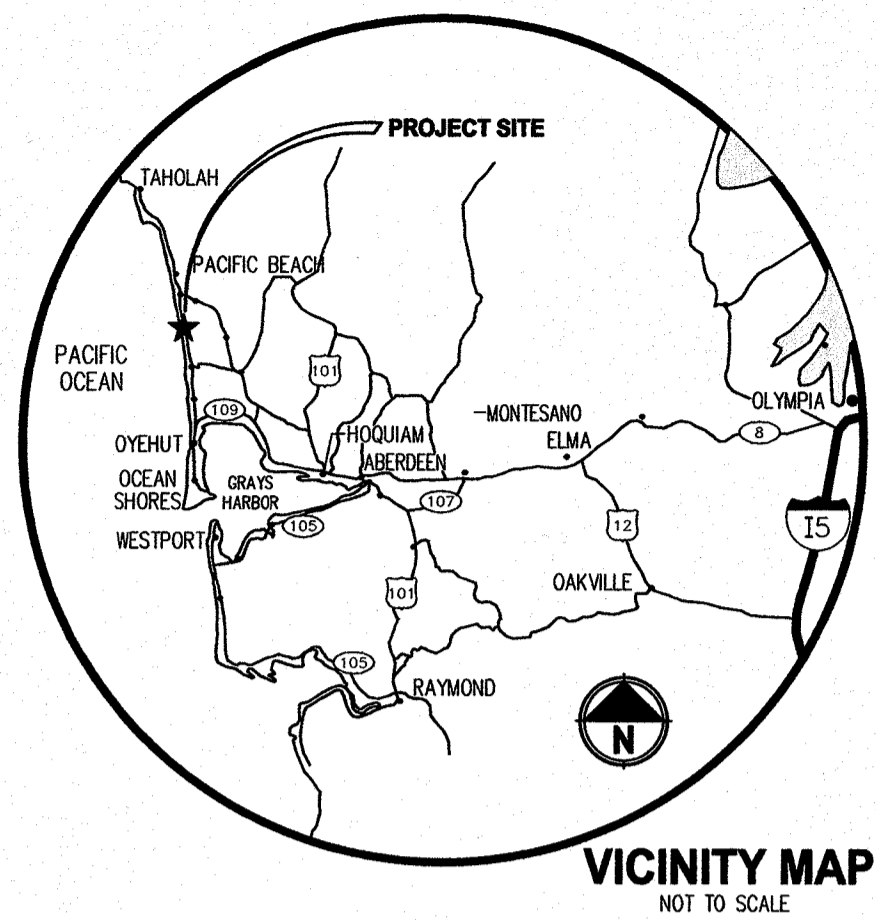 PROJECT SITE
TAHOLAH
PACIFIC BEACH
PACIFIC
OCEAN
101
109
OLYMPIA
-MONTESANO
8
OYEHUT
-HOQUIAM
ELMA
ABERDEEN
OCEAN
SHORES
GRAYS
HARBOR
107
105
12
I5
WESTPORT
OAKVILLE
101
105
RAYMOND
N
VICINITY MAP
NOT TO SCALE